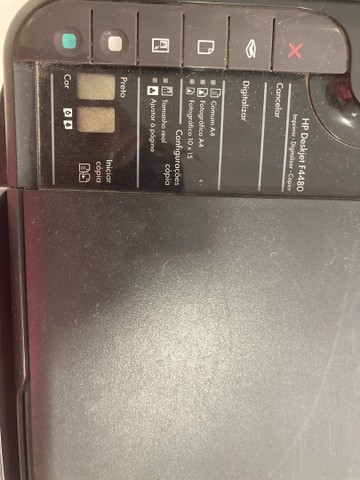 HP Deskjet F4480
Imprimir • Digitalizar • Copiar
Cancelar
Digitalizar
Comum A4
Fotográfico A4
Fotográfico 10 x 15
Configurações
cópia
Tamanho real
Ajustar à página
Preto
Iniciar
cópia
Cor